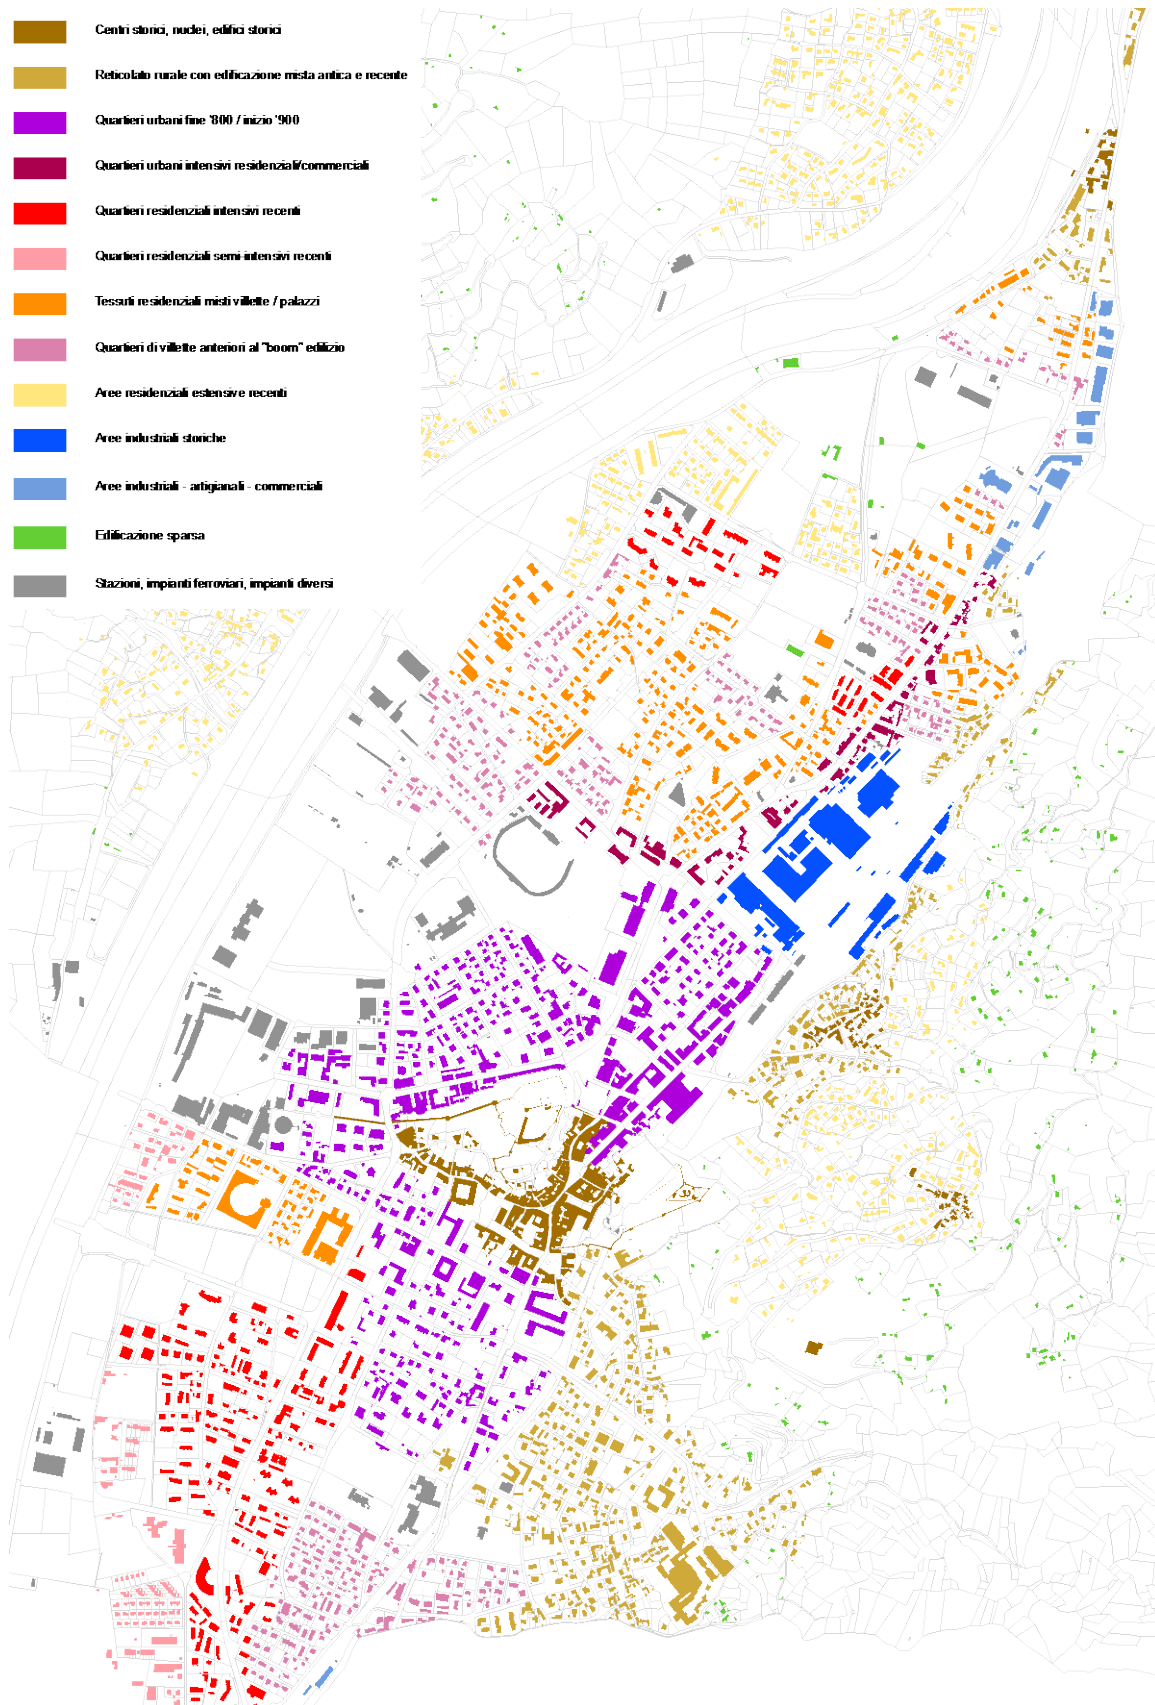 Centri storici, nuclei, edifici storici
Reticolato rurale con edificazione mista antica e recente
Quartieri urbani fine '800 / inizio '900
Quartieri urbani intensivi residenziali/commerciali
Quartieri residenziali intensivi recenti
Quartieri residenziali semi-intensivi recenti
Tessuti residenziali misti villette / palazzi
Quartieri di villette anteriori al "boom" edilizio
Aree residenziali estensive recenti
Aree industriali storiche
Aree industriali - artigianali - commerciali
Edificazione sparsa
Stazioni, impianti ferroviari, impianti diversi